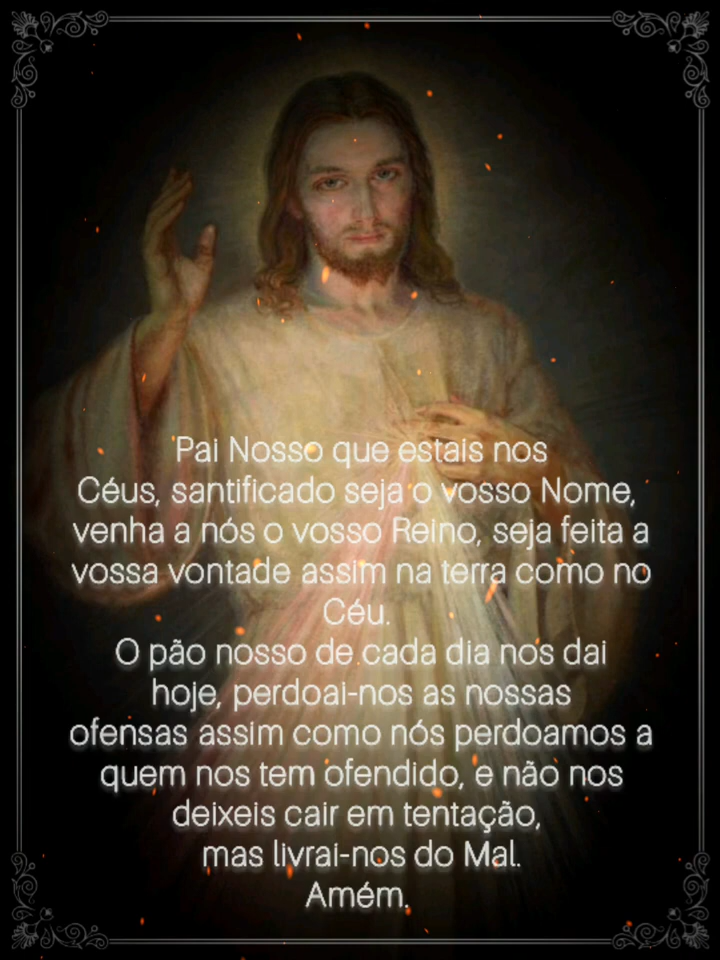 Pai Nosso que estais nos
Céus, santificado seja o vosso Nome,
venha a nós o vosso Reino, seja feita a
vossa vontade assim na terra como no
Céu.
O pão nosso de cada dia nos dai
hoje, perdoai-nos as nossas
ofensas assim como nós perdoamos a
quem nos tem ofendido, e não nos
deixeis cair em tentação,
mas livrai-nos do Mal.
Amém.